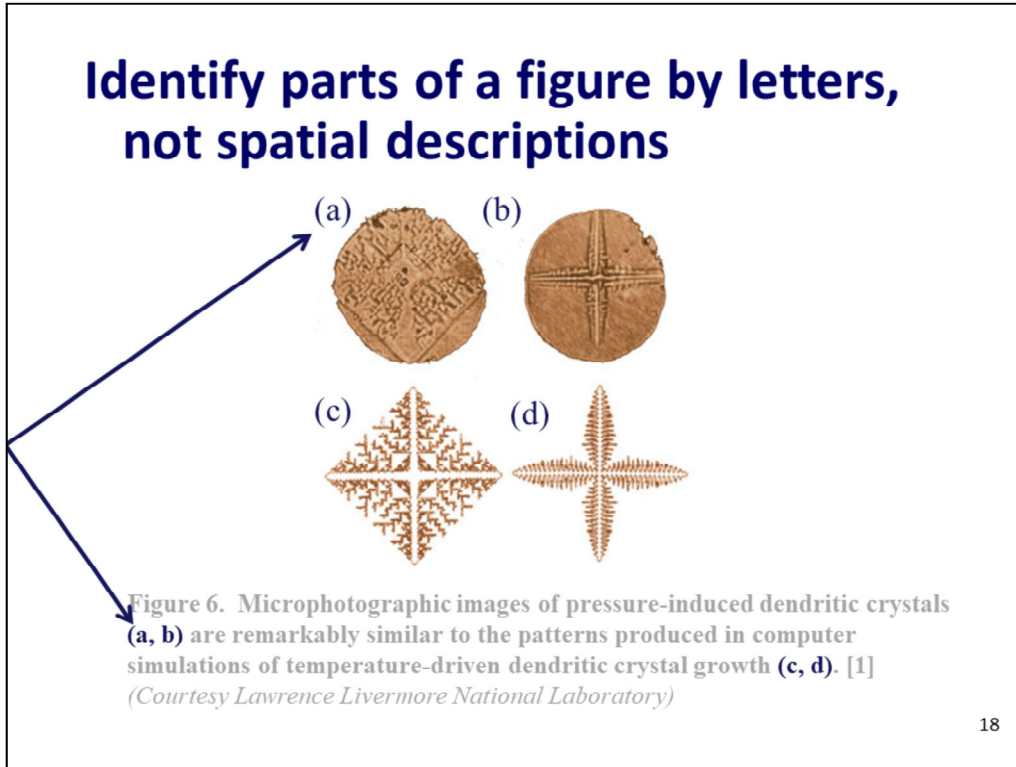 Identify parts of a figure by letters,
not spatial descriptions
(a) (b)
(c) (d)
Figure 6. Microphotographic images of pressure-induced dendritic crystals
(a, b) are remarkably similar to the patterns produced in computer
simulations of temperature-driven dendritic crystal growth (c, d). [1]
(Courtesy Lawrence Livermore National Laboratory)
18